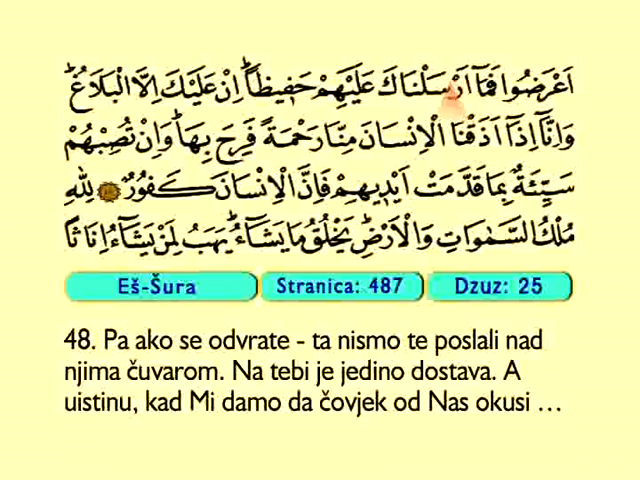 اَعْرَضُوا فَمَٓا اَرْسَلْنَاكَ عَلَيْهِمْ حَفٖيظًاۜ اِنْ عَلَيْكَ اِلَّا الْبَلَاغُۜ
وَاِنَّٓا اِذَٓا اَذَقْنَا الْاِنْسَانَ مِنَّا رَحْمَةً فَرِحَ بِهَاۚ وَاِنْ تُصِبْهُمْ
سَيِّئَةٌ بِمَا قَدَّمَتْ اَيْدٖيهِمْ فَاِنَّ الْاِنْسَانَ كَفُورٌ لِلّٰهِ
مُلْكُ السَّمٰوَاتِ وَالْاَرْضِۜ يَخْلُقُ مَا يَشَٓاءُۜ يَهَبُ لِمَنْ يَشَٓاءُ اِنَاثًا
Eš-Šura Stranica: 487 Dzuz: 25
48. Pa ako se odvrate - ta nismo te poslali nad
njima čuvarom. Na tebi je jedino dostava. A
uistinu, kad Mi damo da čovjek od Nas okusi ...